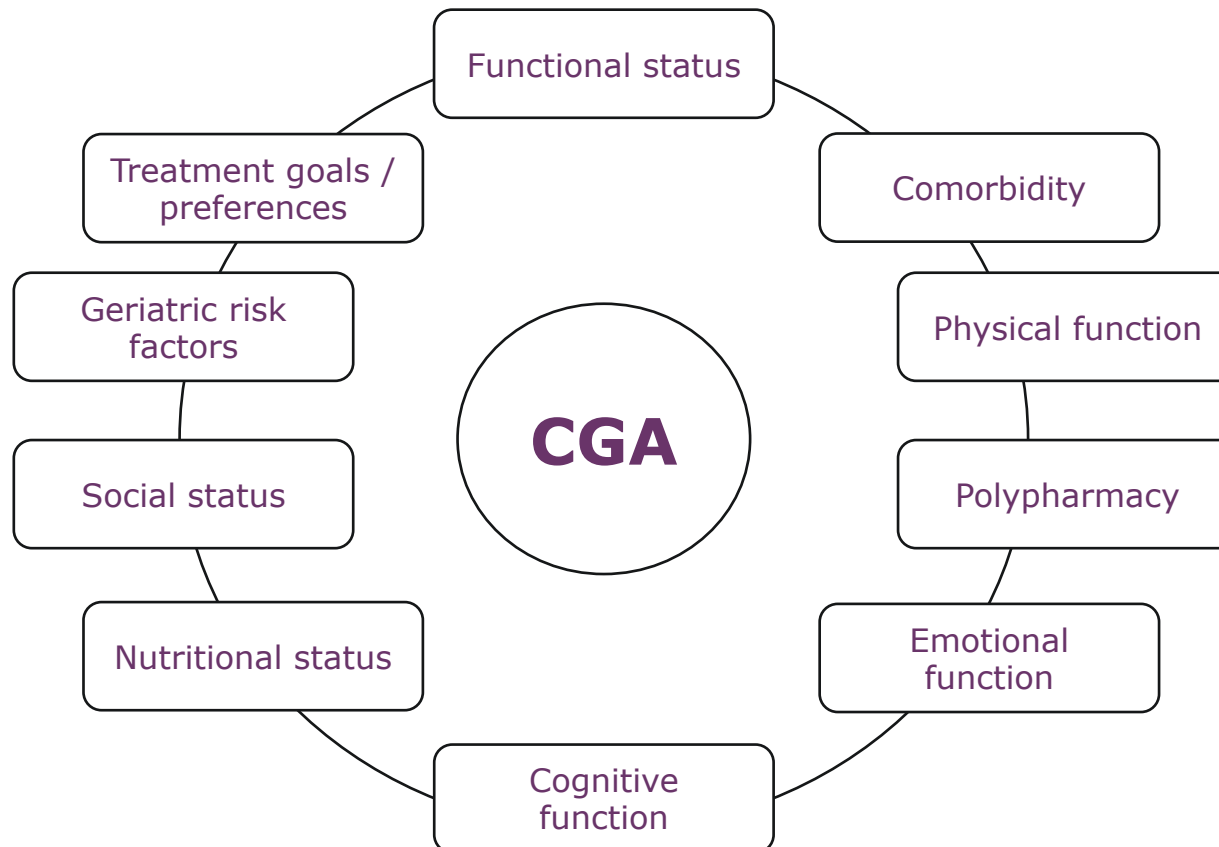 Functional status
Comorbidity
Physical function
Polypharmacy
Emotional
function
Cognitive
function
Nutritional status
Social status
Geriatric risk
factors
Treatment goals /
preferences
CGA